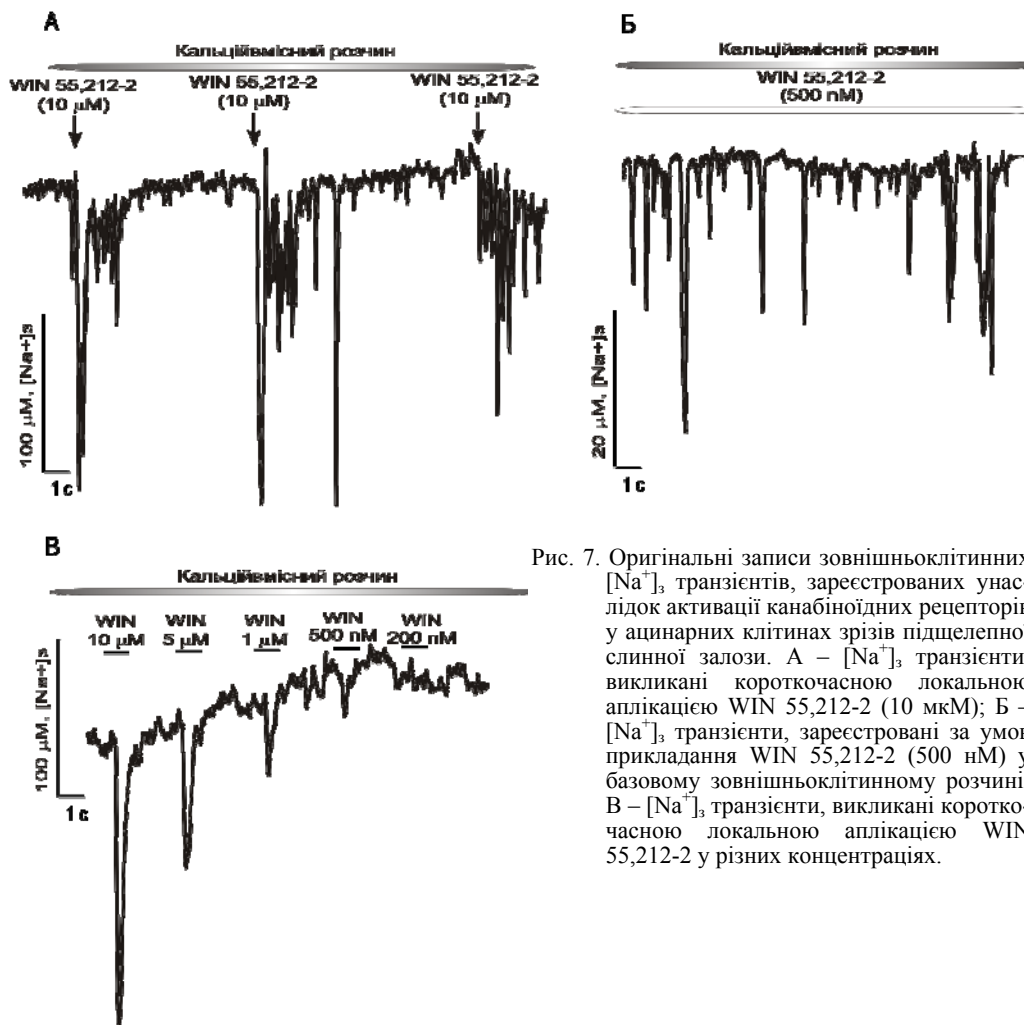 А
Кальційвмісний розчин
WIN 55,212-2
(10 µM)
WIN 55,212-2
(10 µM)
WIN 55,212-2
(10 µM)
100 µM, [Na+]s
1c
Б
Кальційвмісний розчин
WIN 55,212-2
(500 nM)
20 µM, [Na+]s
1c
В
Кальційвмісний розчин
WIN
10 µM
WIN
5 µM
WIN
1 µM
WIN
500 nM
WIN
200 nM
100 µM, [Na+]s
1c
Рис. 7. Оригінальні записи зовнішньоклітинних
[Na⁺]з транзієнтів, зареєстрованих унас-
лідок активації канабіноїдних рецепторів
у ацинарних клітинах зрізів підщелепної
слинної залози. А – [Na⁺]з транзієнти,
викликані короткочасною локальною
аплікацією WIN 55,212-2 (10 мкМ); Б –
[Na⁺]з транзієнти, зареєстровані за умов
прикладання WIN 55,212-2 (500 нМ) у
базовому зовнішньоклітинному розчині;
В – [Na⁺]з транзієнти, викликані коротко-
часною локальною аплікацією WIN
55,212-2 у різних концентраціях.